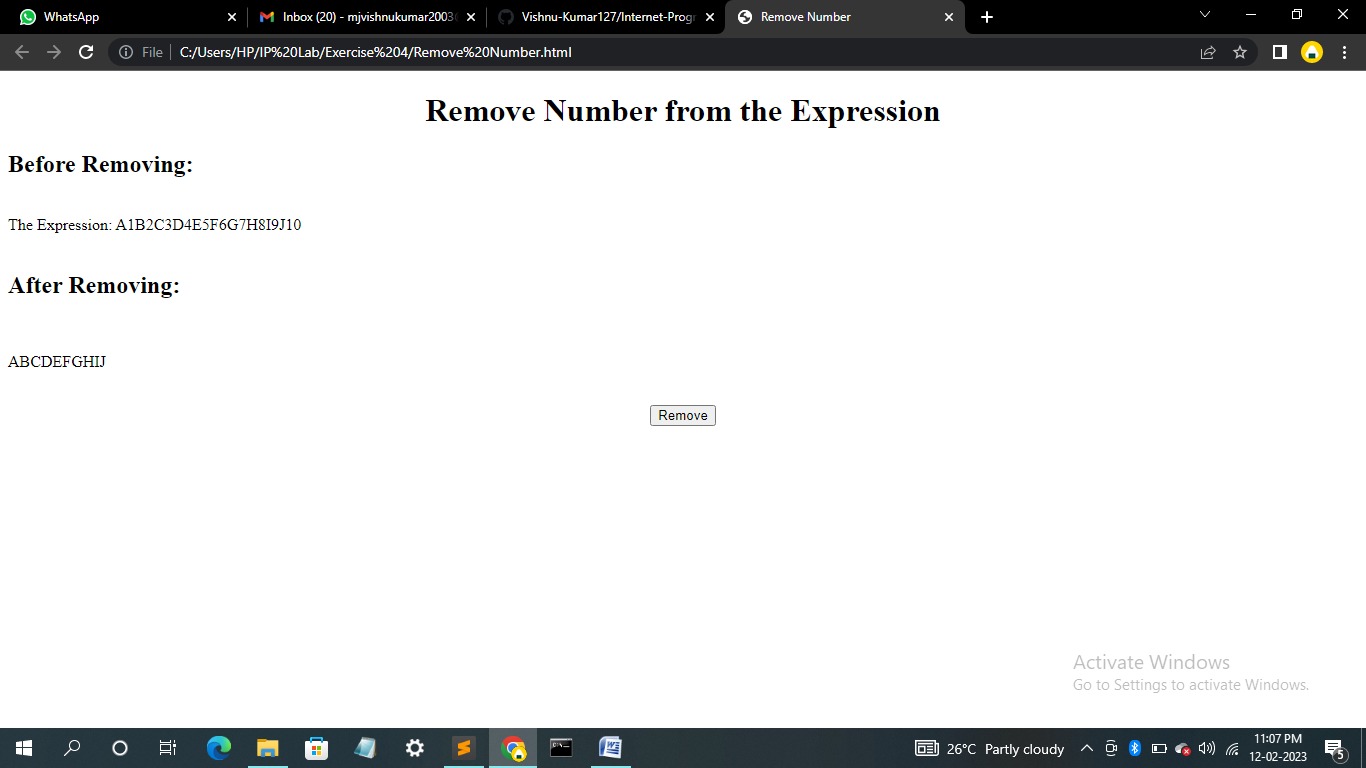 WhatsApp
Inbox (20) - mjvishnukumar2003
Vishnu-Kumar127/Internet-Progr
Remove Number
File
C:/Users/HP/IP%20Lab/Exercise%204/Remove%20Number.html
Remove Number from the Expression
Before Removing:
The Expression: A1B2C3D4E5F6G7H8I9J10
After Removing:
ABCDEFGHIJ
Remove
Activate Windows
Go to Settings to activate Windows.
26°C Partly cloudy
11:07 PM
12-02-2023
5